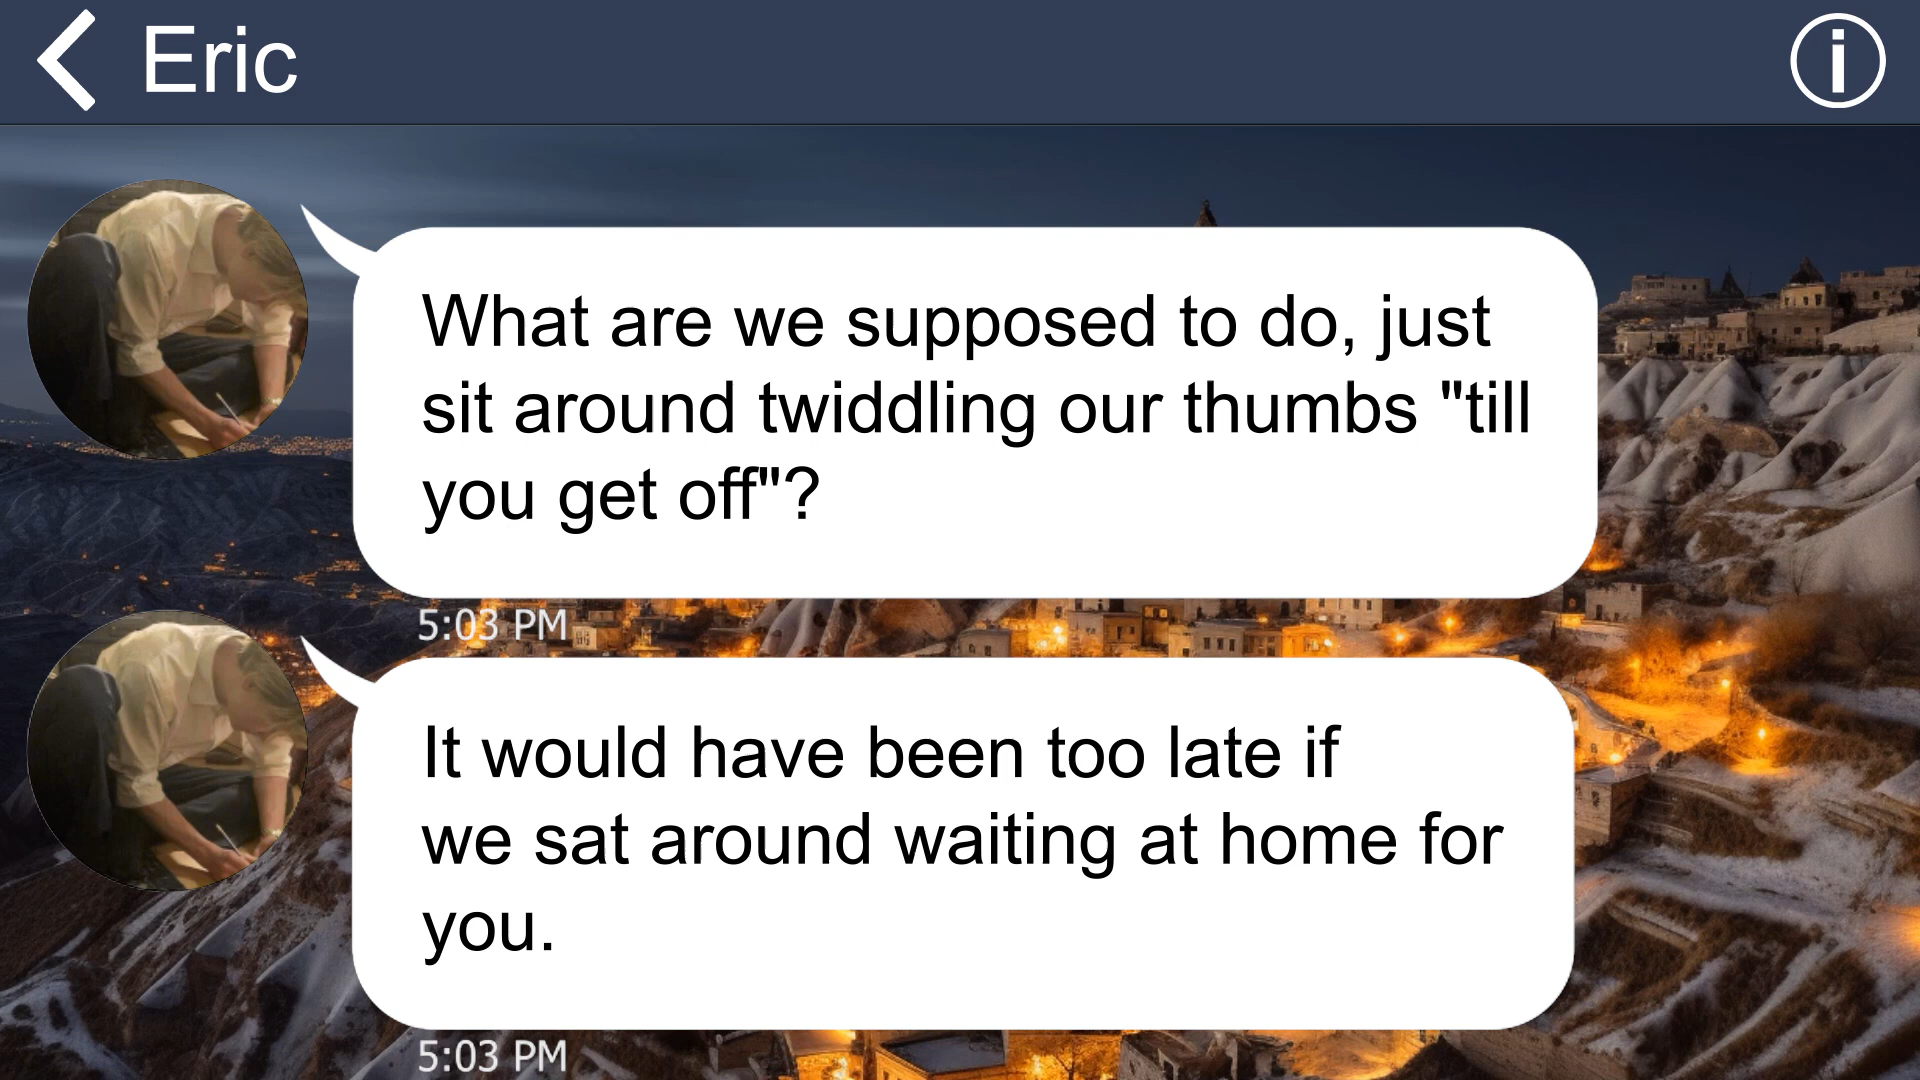 Eric
What are we supposed to do, just
sit around twiddling our thumbs "till
you get off"?
5:03 PM
It would have been too late if
we sat around waiting at home for
you.
5:03 PM